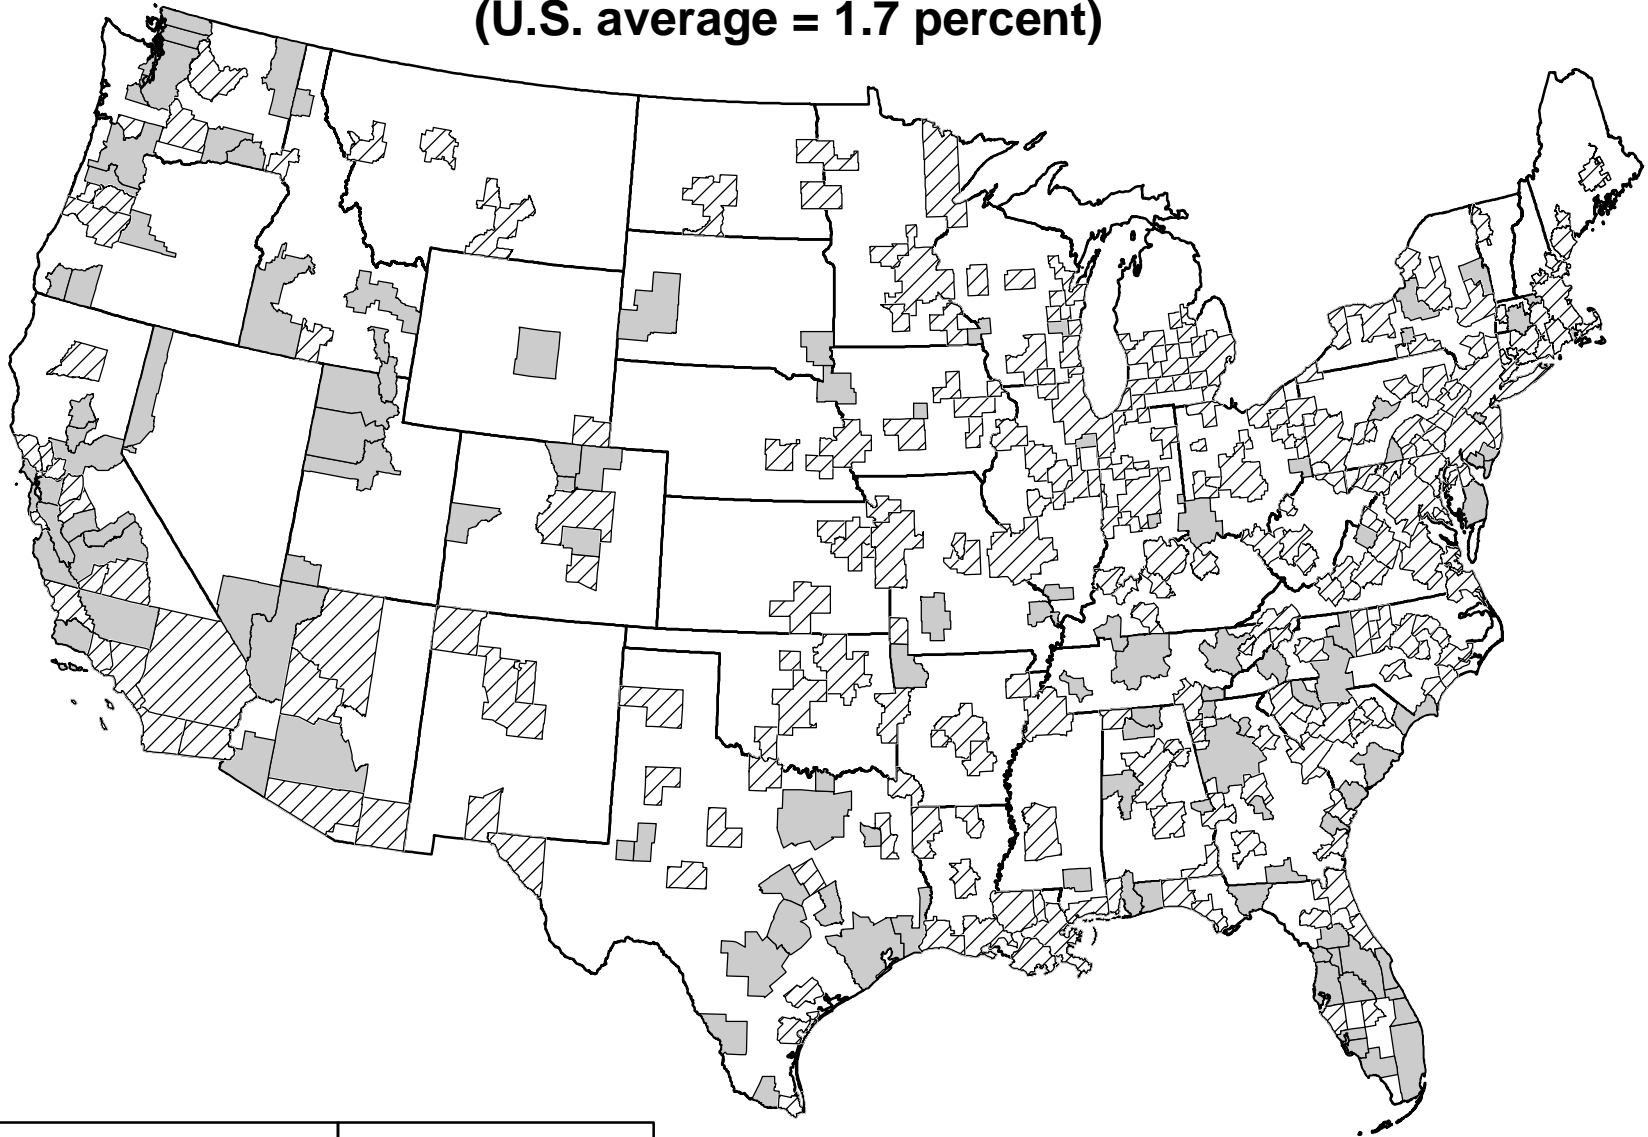 (U.S. average = 1.7 percent)